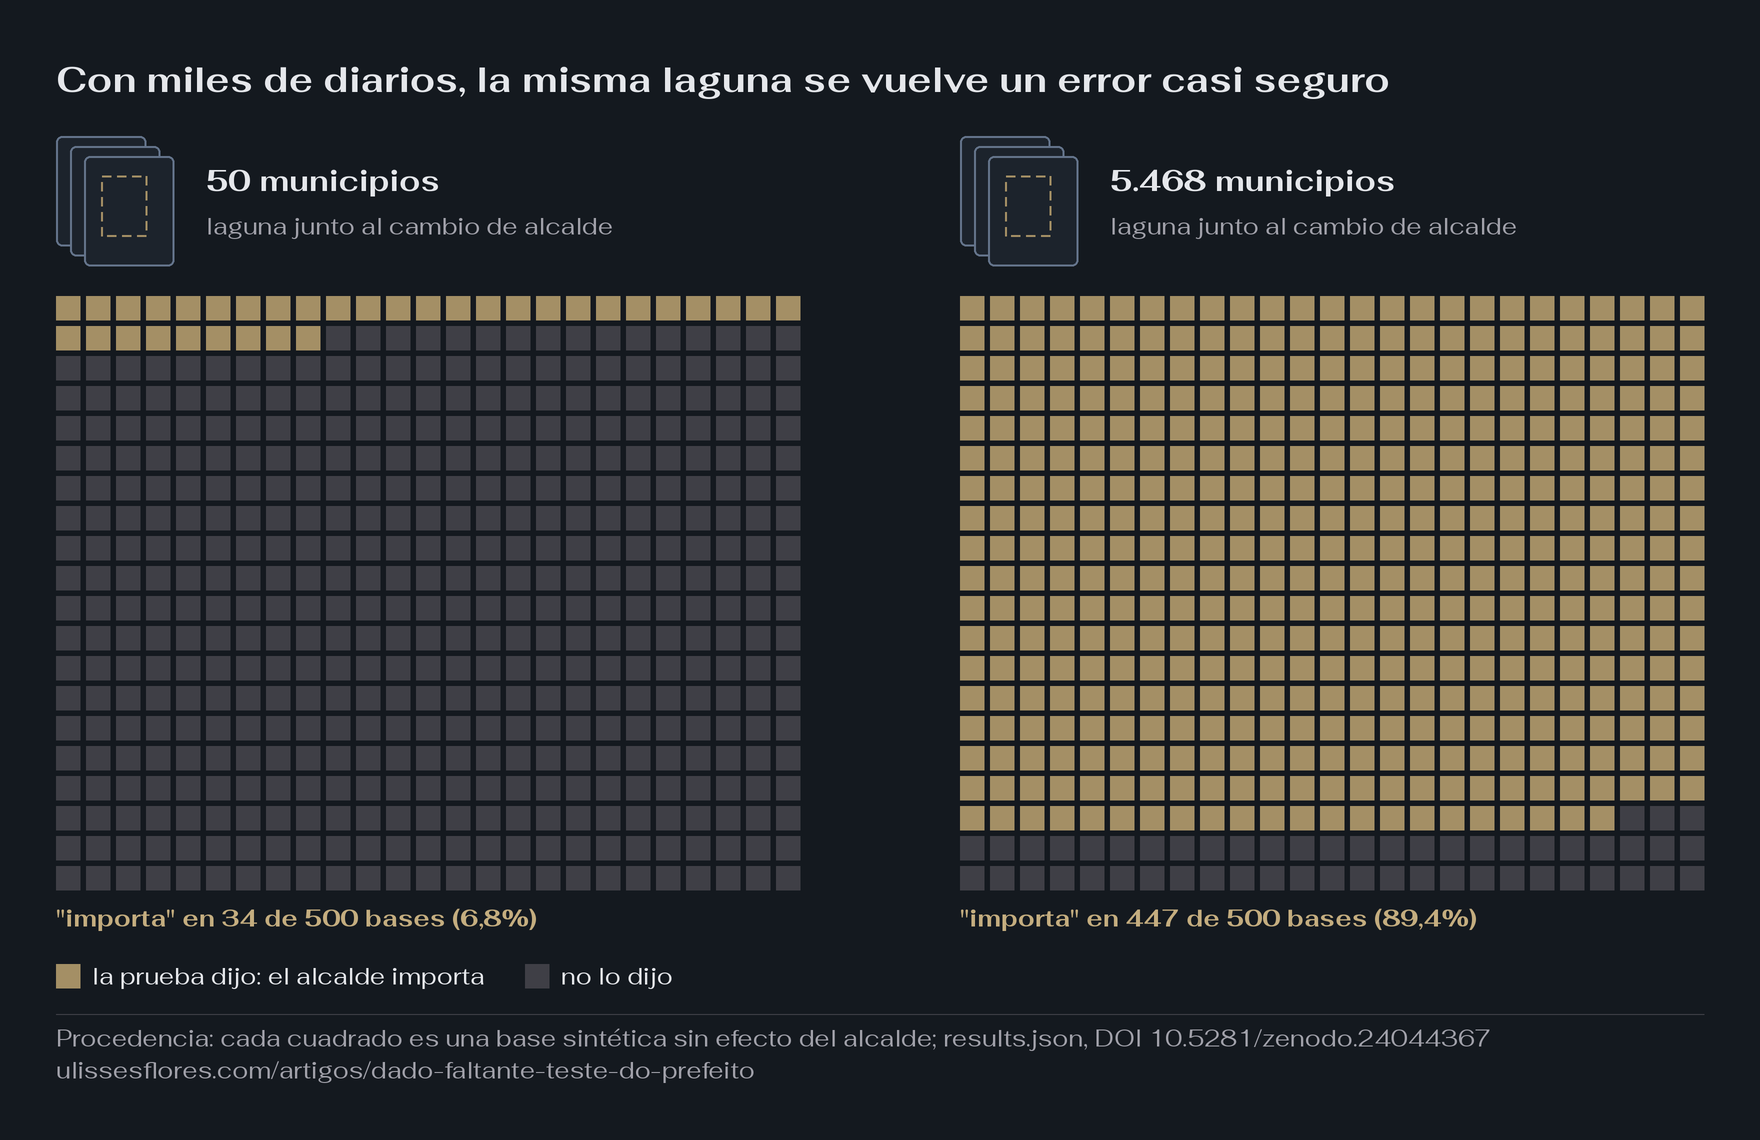 Con miles de diarios, la misma laguna se vuelve un error casi seguro
50 municipios
laguna junto al cambio de alcalde
5.468 municipios
laguna junto al cambio de alcalde
"importa" en 34 de 500 bases (6,8%)
"importa" en 447 de 500 bases (89,4%)
la prueba dijo: el alcalde importa
no lo dijo
Procedencia: cada cuadrado es una base sintética sin efecto del alcalde; results.json, DOI 10.5281/zenodo.24044367
ulissesflores.com/artigos/dado-faltante-teste-do-prefeito